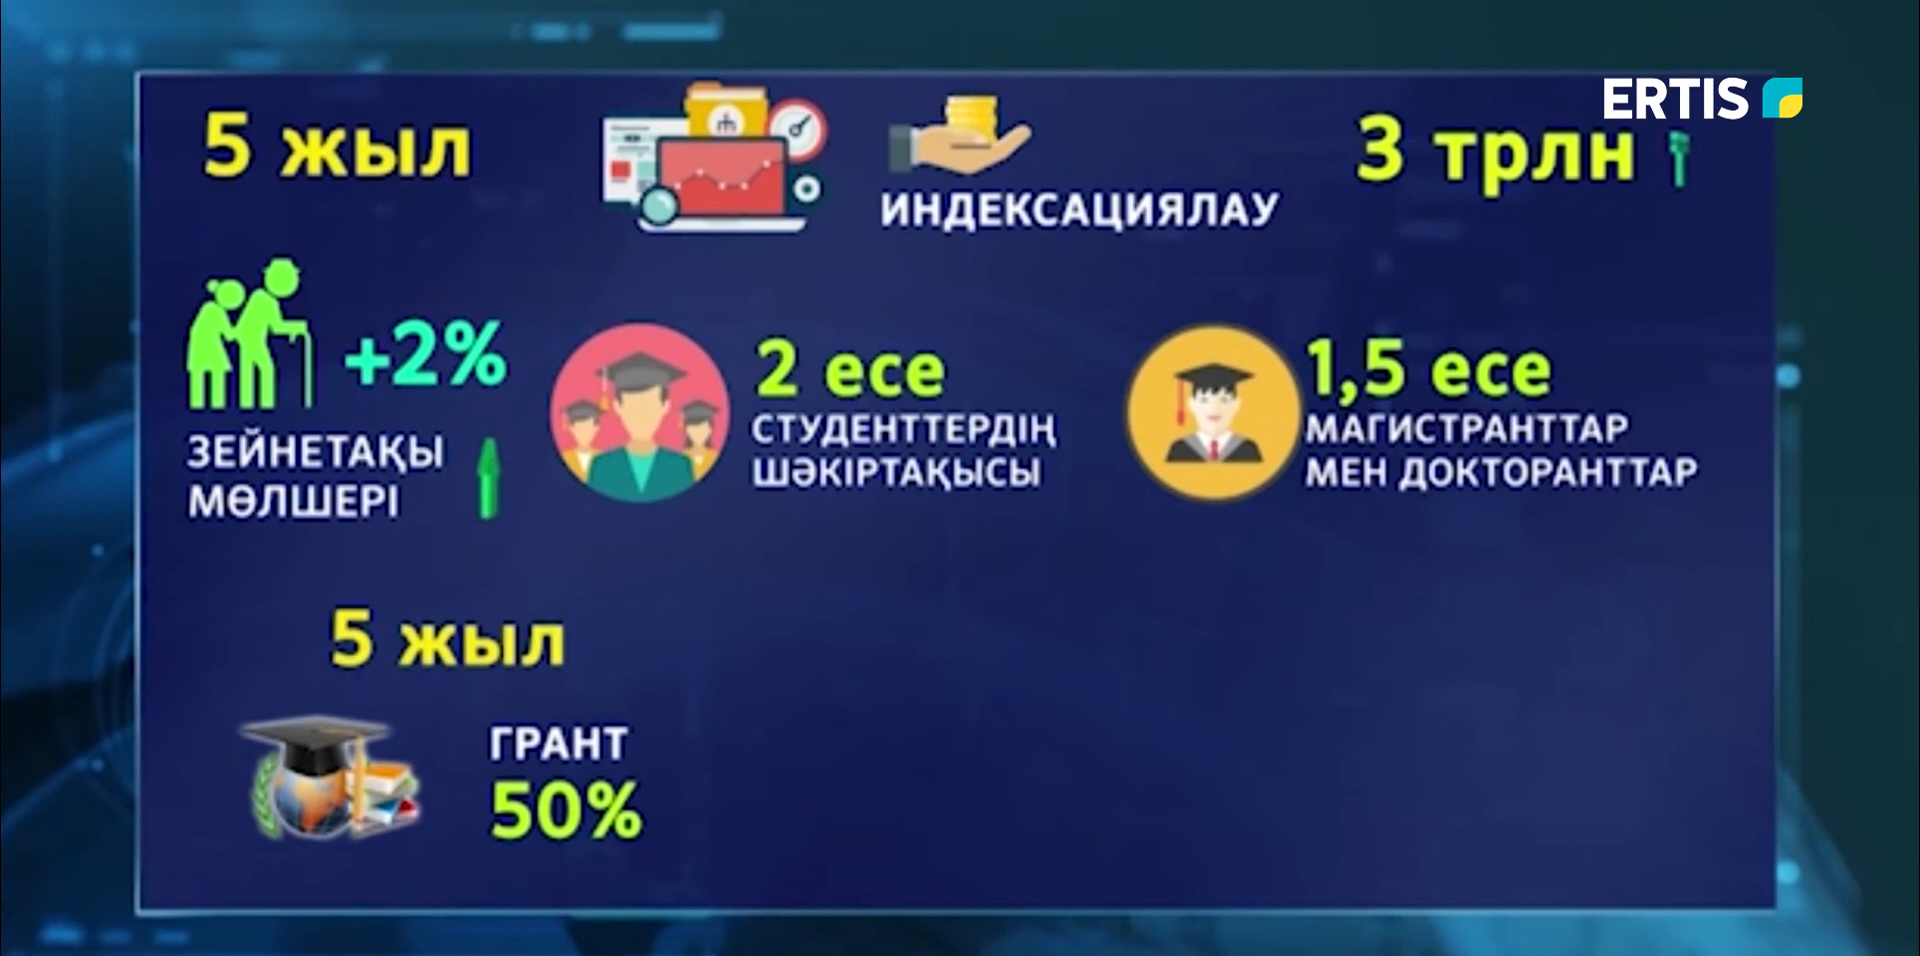 ERTIS
5 жыл
ИНДЕКСАЦИЯЛАУ
3 трлн
+2%
ЗЕЙНЕТАҚЫ
МӨЛШЕРІ
2 есе
СТУДЕНТТЕРДІҢ
ШӘКІРТАҚЫСЫ
1,5 есе
МАГИСТРАНТТАР
МЕН ДОКТОРАНТТАР
5 жыл
ГРАНТ
50%